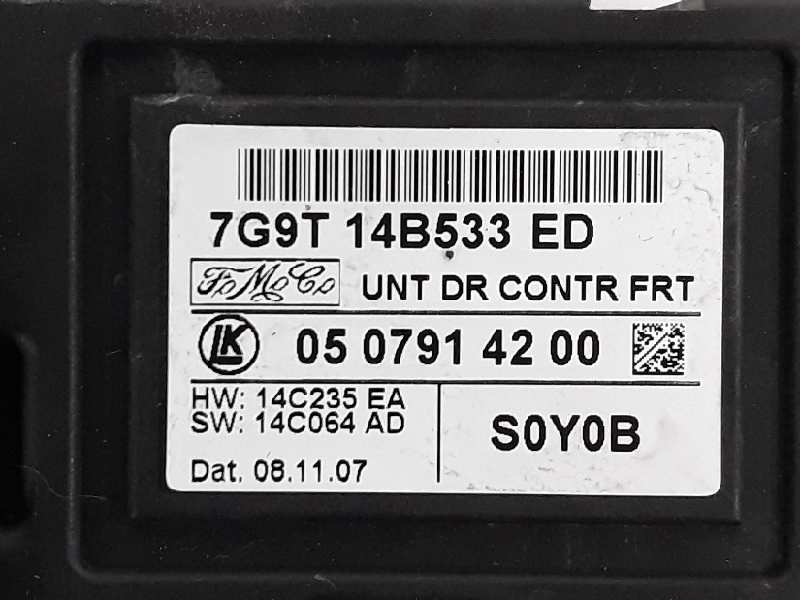 7G9T 14B533 ED
FoMoCo UNT DR CONTR FRT
LK 05 0791 42 00
HW: 14C235 EA
SW: 14C064 AD
S0Y0B
Dat. 08.11.07